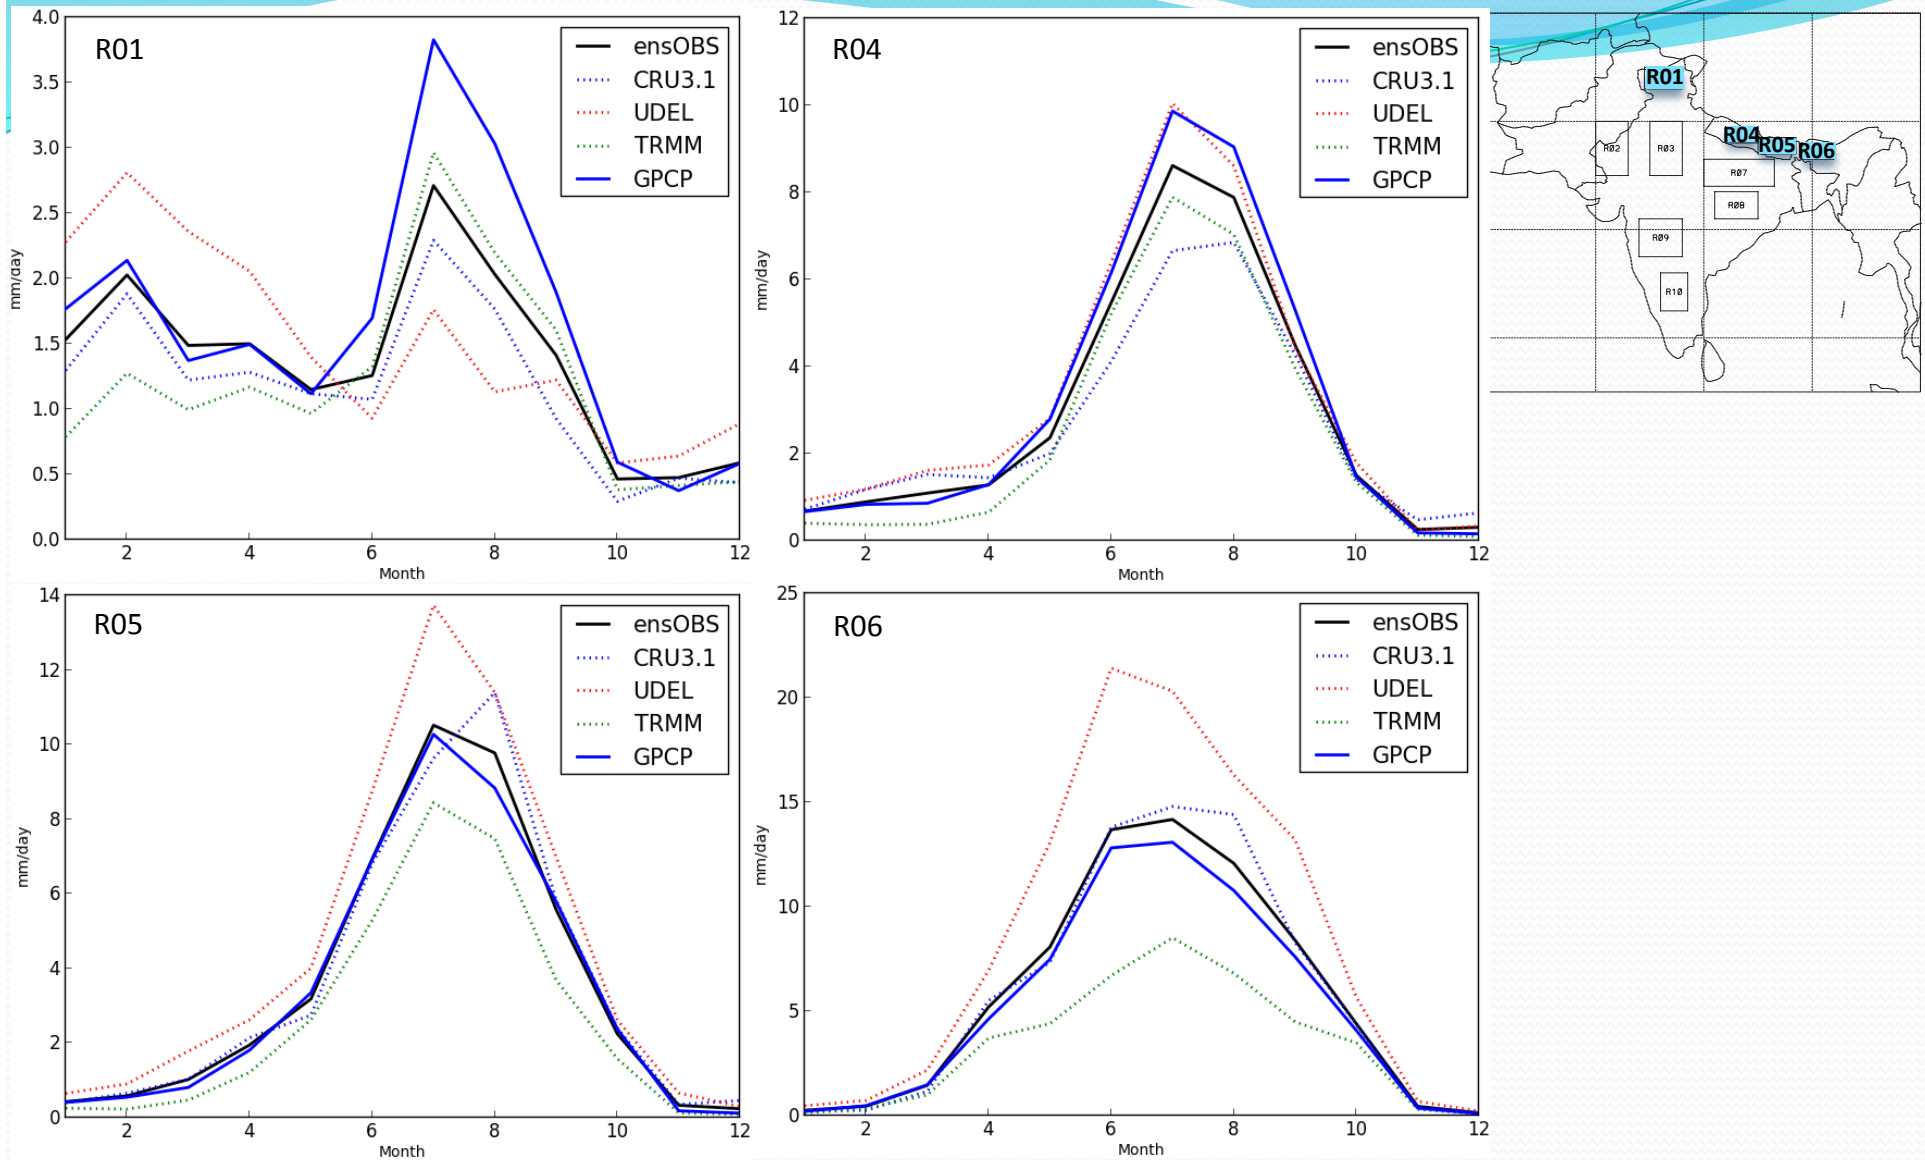 R01
4.0
3.5
3.0
2.5
2.0
1.5
1.0
0.5
0.0
mm/day
2 4 6 8 10 12
Month
ensOBS
CRU3.1
UDEL
TRMM
GPCP
R04
12
10
8
6
4
2
0
mm/day
2 4 6 8 10 12
Month
ensOBS
CRU3.1
UDEL
TRMM
GPCP
R01
R04
R05
R06
R02
R03
R07
R08
R09
R10
R05
14
12
10
8
6
4
2
0
mm/day
2 4 6 8 10 12
Month
ensOBS
CRU3.1
UDEL
TRMM
GPCP
R06
25
20
15
10
5
0
mm/day
2 4 6 8 10 12
Month
ensOBS
CRU3.1
UDEL
TRMM
GPCP